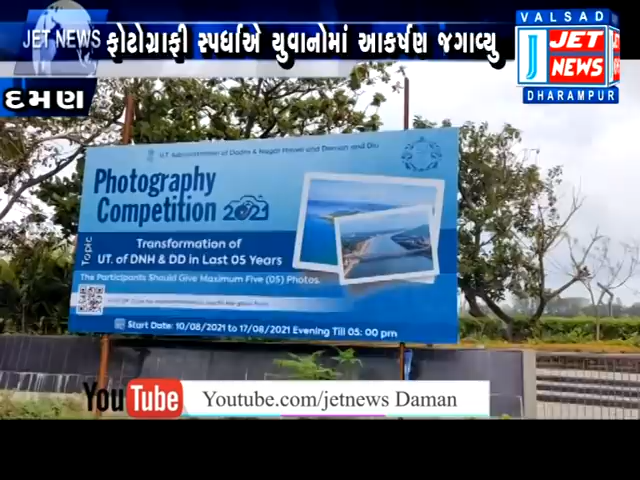 JET NEWS
ફોટોગ્રાફી સ્પર્ધાએ યુવાનોમાં આકર્ષણ જગાવ્યુ
VALSAD
JET
NEWS
DHARAMPUR
દમણ
U.T. Administration of Dadra & Nagar Haveli and Daman and Diu
Photography
Competition 2021
Topic
Transformation of
UT. of DNH & DD in Last 05 Years
The Participants Should Give Maximum Five (05) Photos.
Start Date: 10/08/2021 to 17/08/2021 Evening Till 05: 00 pm
YouTube
Youtube.com/jetnews Daman